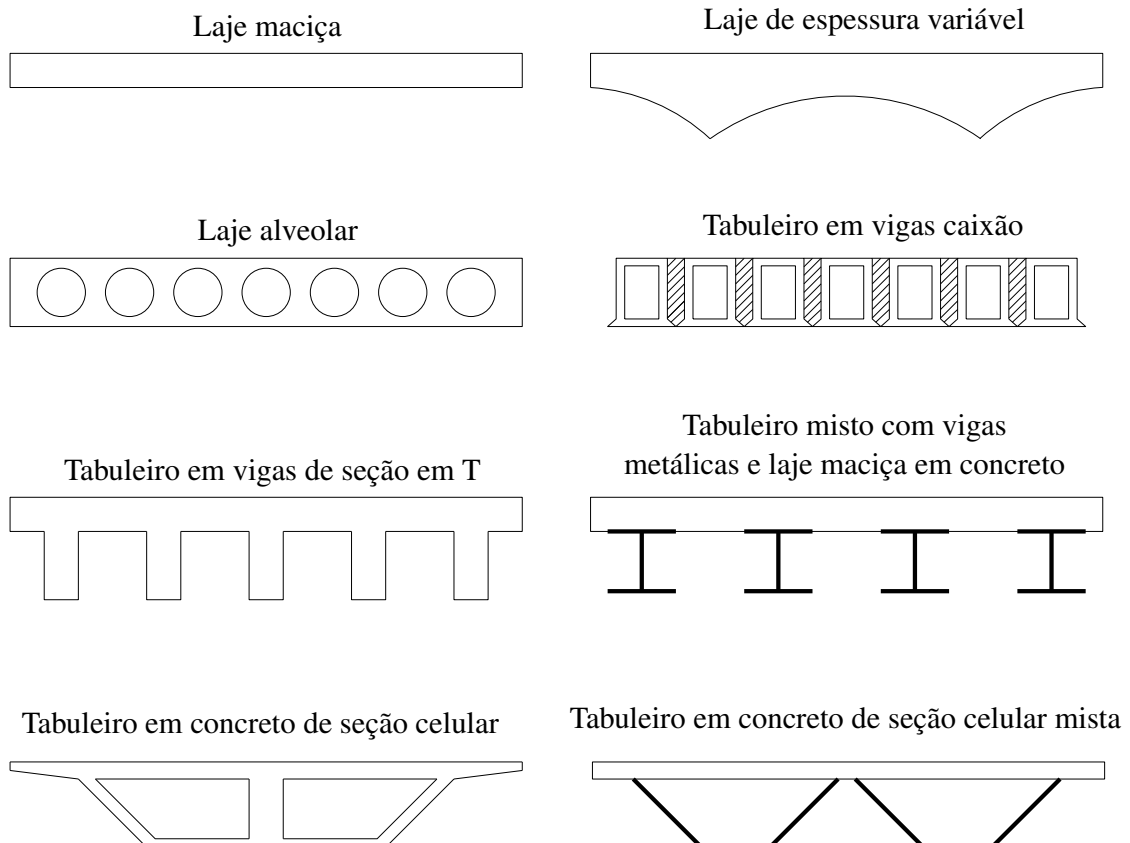 Laje maciça
Laje de espessura variável
Laje alveolar
Tabuleiro em vigas caixão
Tabuleiro em vigas de seção em T
Tabuleiro misto com vigas
metálicas e laje maciça em concreto
Tabuleiro em concreto de seção celular
Tabuleiro em concreto de seção celular mista